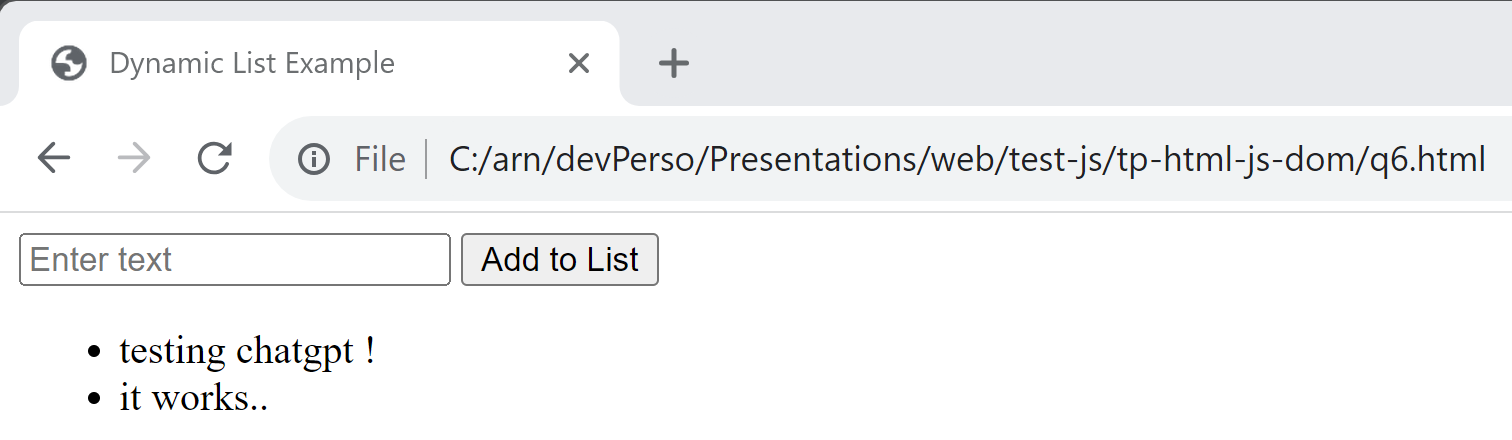 Dynamic List Example
File C:/arn/devPerso/Presentations/web/test-js/tp-html-js-dom/q6.html
Enter text Add to List
testing chatgpt !
it works..